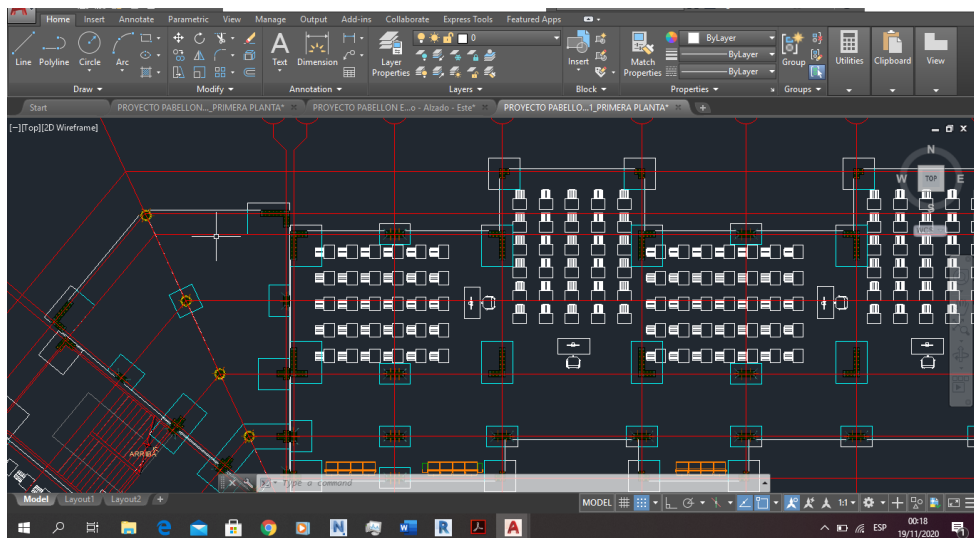 Home Insert Annotate Parametric View Manage Output Add-ins Collaborate Express Tools Featured Apps
Line Polyline Circle Arc Text Dimension Layer Properties 0 Insert Match Properties ByLayer ByLayer ByLayer Group Utilities Clipboard View
Draw Modify Annotation Layers Block Properties Groups
Start PROYECTO PABELLON..._PRIMERA PLANTA* PROYECTO PABELLON E...o - Alzado - Este* PROYECTO PABELLO...1_PRIMERA PLANTA*
[−][Top][2D Wireframe]
N
W TOP E
S
WCS
ARRIBA
Type a command
Model Layout1 Layout2 + MODEL 1:1
ESP 00:18
19/11/2020